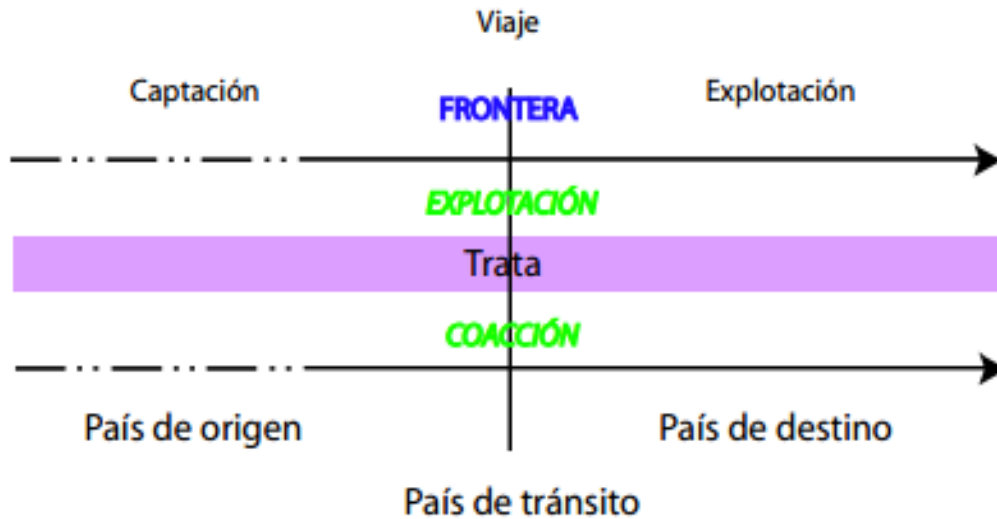 Viaje
Captación
Explotación
FRONTERA
EXPLOTACIÓN
Trata
COACCIÓN
País de origen
País de destino
País de tránsito